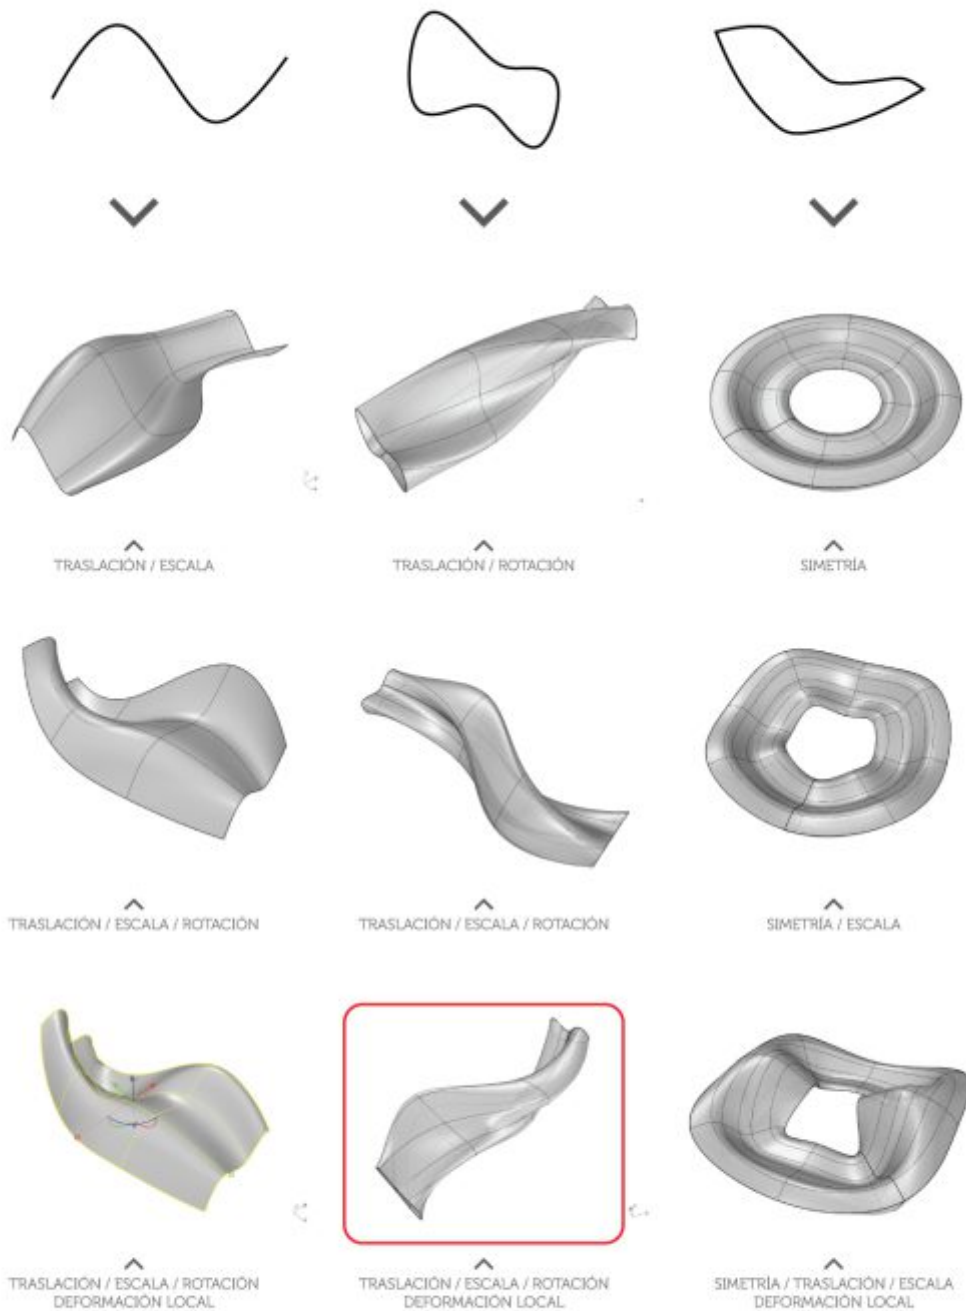 TRASLACIÓN / ESCALA
TRASLACIÓN / ROTACIÓN
SIMETRÍA
TRASLACIÓN / ESCALA / ROTACIÓN
TRASLACIÓN / ESCALA / ROTACIÓN
SIMETRÍA / ESCALA
TRASLACIÓN / ESCALA / ROTACIÓN
DEFORMACIÓN LOCAL
TRASLACIÓN / ESCALA / ROTACIÓN
DEFORMACIÓN LOCAL
SIMETRÍA / TRASLACIÓN / ESCALA
DEFORMACIÓN LOCAL